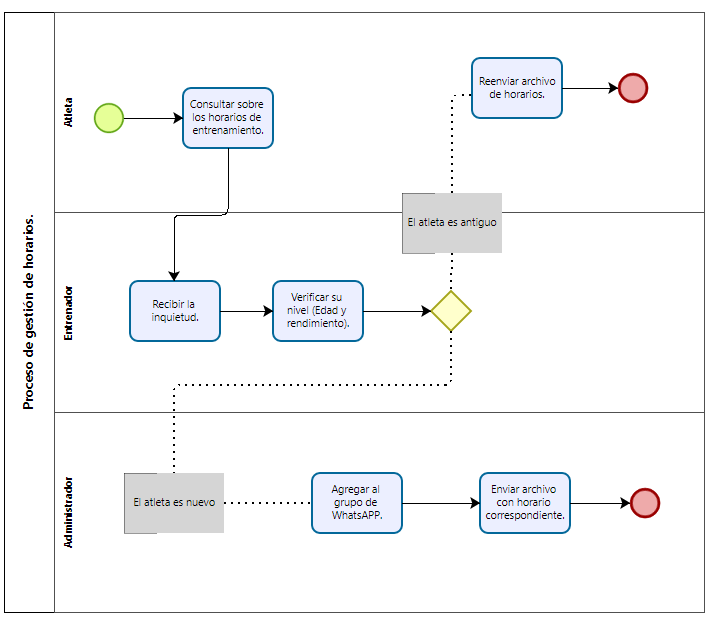 Proceso de gestión de horarios.
Atleta
Consultar sobre
los horarios de
entrenamiento.
Reenviar archivo
de horarios.
El atleta es antiguo
Entrenador
Recibir la
inquietud.
Verificar su
nivel (Edad y
rendimiento).
Administrador
El atleta es nuevo
Agregar al
grupo de
WhatsAPP.
Enviar archivo
con horario
correspondiente.